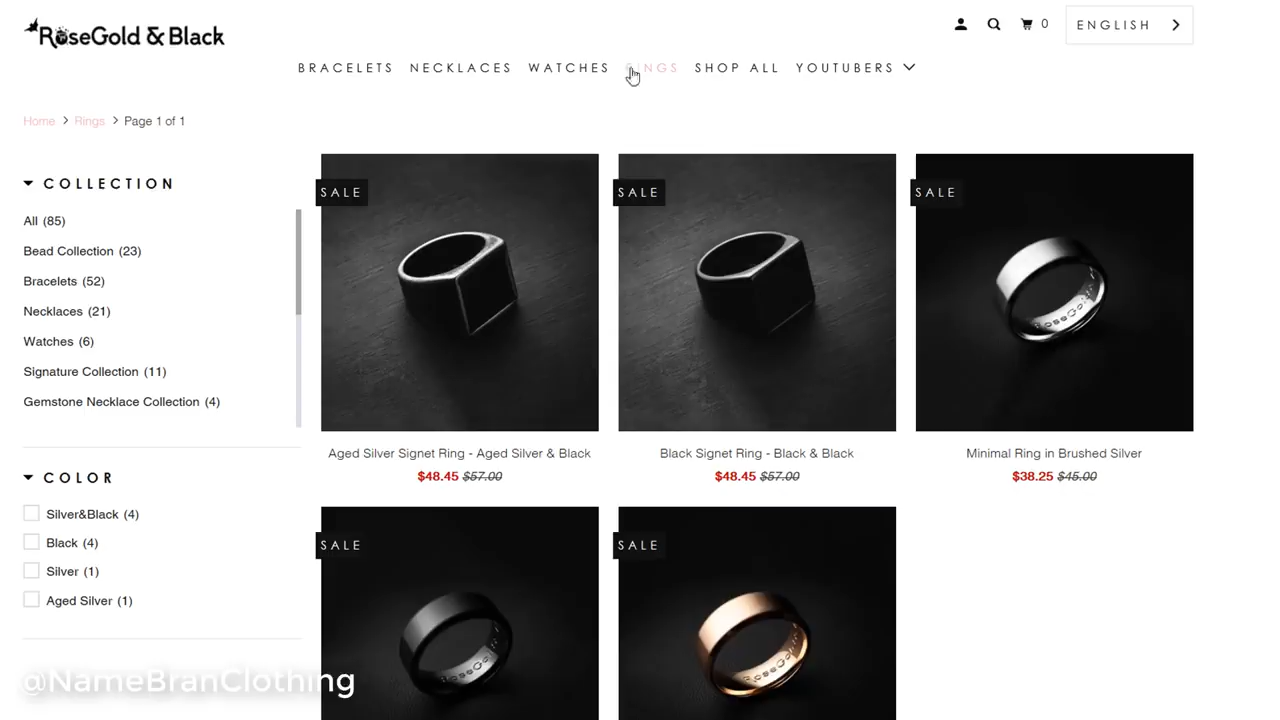 RoseGold & Black
0
ENGLISH
BRACELETS NECKLACES WATCHES RINGS SHOP ALL YOUTUBERS
Home > Rings > Page 1 of 1
COLLECTION
All (85)
Bead Collection (23)
Bracelets (52)
Necklaces (21)
Watches (6)
Signature Collection (11)
Gemstone Necklace Collection (4)
COLOR
Silver&Black (4)
Black (4)
Silver (1)
Aged Silver (1)
SALE
Aged Silver Signet Ring - Aged Silver & Black
$48.45 $57.00
SALE
Black Signet Ring - Black & Black
$48.45 $57.00
SALE
RoseGold
Minimal Ring in Brushed Silver
$38.25 $45.00
SALE
RoseGol
SALE
RoseGol
@NameBranClothing